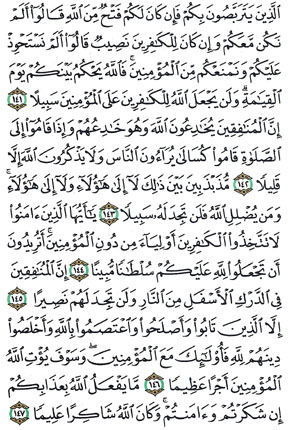 ٱلَّذِينَ يَتَرَبَّصُونَ بِكُمْ فَإِن كَانَ لَكُمْ فَتْحٌ مِّنَ ٱللَّهِ قَالُوٓا۟ أَلَمْ
نَكُن مَّعَكُمْ وَإِن كَانَ لِلْكَٰفِرِينَ نَصِيبٌ قَالُوٓا۟ أَلَمْ نَسْتَحْوِذْ
عَلَيْكُمْ وَنَمْنَعْكُم مِّنَ ٱلْمُؤْمِنِينَ ۚ فَٱللَّهُ يَحْكُمُ بَيْنَكُمْ يَوْمَ
ٱلْقِيَٰمَةِ ۗ وَلَن يَجْعَلَ ٱللَّهُ لِلْكَٰفِرِينَ عَلَى ٱلْمُؤْمِنِينَ سَبِيلًا ١٤١
إِنَّ ٱلْمُنَٰفِقِينَ يُخَٰدِعُونَ ٱللَّهَ وَهُوَ خَٰدِعُهُمْ وَإِذَا قَامُوٓا۟ إِلَى
ٱلصَّلَوٰةِ قَامُوا۟ كُسَالَىٰ يُرَآءُونَ ٱلنَّاسَ وَلَا يَذْكُرُونَ ٱللَّهَ إِلَّا
قَلِيلًا ١٤٢ مُّذَبْذَبِينَ بَيْنَ ذَٰلِكَ لَآ إِلَىٰ هَٰٓؤُلَآءِ وَلَآ إِلَىٰ هَٰٓؤُلَآءِ ۚ
وَمَن يُضْلِلِ ٱللَّهُ فَلَن تَجِدَ لَهُۥ سَبِيلًا ١٤٣ يَٰٓأَيُّهَا ٱلَّذِينَ ءَامَنُوا۟
لَا تَتَّخِذُوا۟ ٱلْكَٰفِرِينَ أَوْلِيَآءَ مِن دُونِ ٱلْمُؤْمِنِينَ ۚ أَتُرِيدُونَ
أَن تَجْعَلُوا۟ لِلَّهِ عَلَيْكُمْ سُلْطَٰنًا مُّبِينًا ١٤٤ إِنَّ ٱلْمُنَٰفِقِينَ
فِى ٱلدَّرْكِ ٱلْأَسْفَلِ مِنَ ٱلنَّارِ وَلَن تَجِدَ لَهُمْ نَصِيرًا ١٤٥
إِلَّا ٱلَّذِينَ تَابُوا۟ وَأَصْلَحُوا۟ وَٱعْتَصَمُوا۟ بِٱللَّهِ وَأَخْلَصُوا۟
دِينَهُمْ لِلَّهِ فَأُو۟لَٰٓئِكَ مَعَ ٱلْمُؤْمِنِينَ ۖ وَسَوْفَ يُؤْتِ ٱللَّهُ
ٱلْمُؤْمِنِينَ أَجْرًا عَظِيمًا ١٤٦ مَّا يَفْعَلُ ٱللَّهُ بِعَذَابِكُمْ
إِن شَكَرْتُمْ وَءَامَنتُمْ ۚ وَكَانَ ٱللَّهُ شَاكِرًا عَلِيمًا ١٤٧